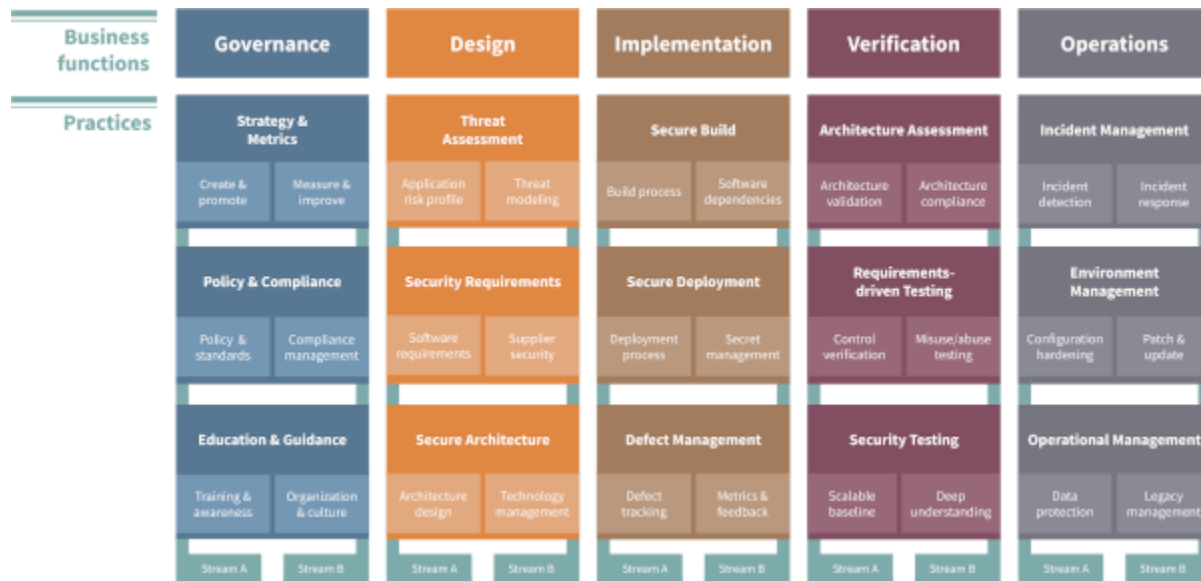 Business
functions
Governance
Design
Implementation
Verification
Operations
Practices
Strategy &
Metrics
Create &
promote
Measure &
improve
Threat
Assessment
Application
risk profile
Threat
modeling
Secure Build
Build process
Software
dependencies
Architecture Assessment
Architecture
validation
Architecture
compliance
Incident Management
Incident
detection
Incident
response
Policy & Compliance
Policy &
standards
Compliance
management
Security Requirements
Software
requirements
Supplier
security
Secure Deployment
Deployment
process
Secret
management
Requirements-
driven Testing
Control
verification
Misuse/abuse
testing
Environment
Management
Configuration
hardening
Patch &
update
Education & Guidance
Training &
awareness
Organization
& culture
Secure Architecture
Architecture
design
Technology
management
Defect Management
Defect
tracking
Metrics &
feedback
Security Testing
Scalable
baseline
Deep
understanding
Operational Management
Data
protection
Legacy
management
Stream A
Stream B
Stream A
Stream B
Stream A
Stream B
Stream A
Stream B
Stream A
Stream B